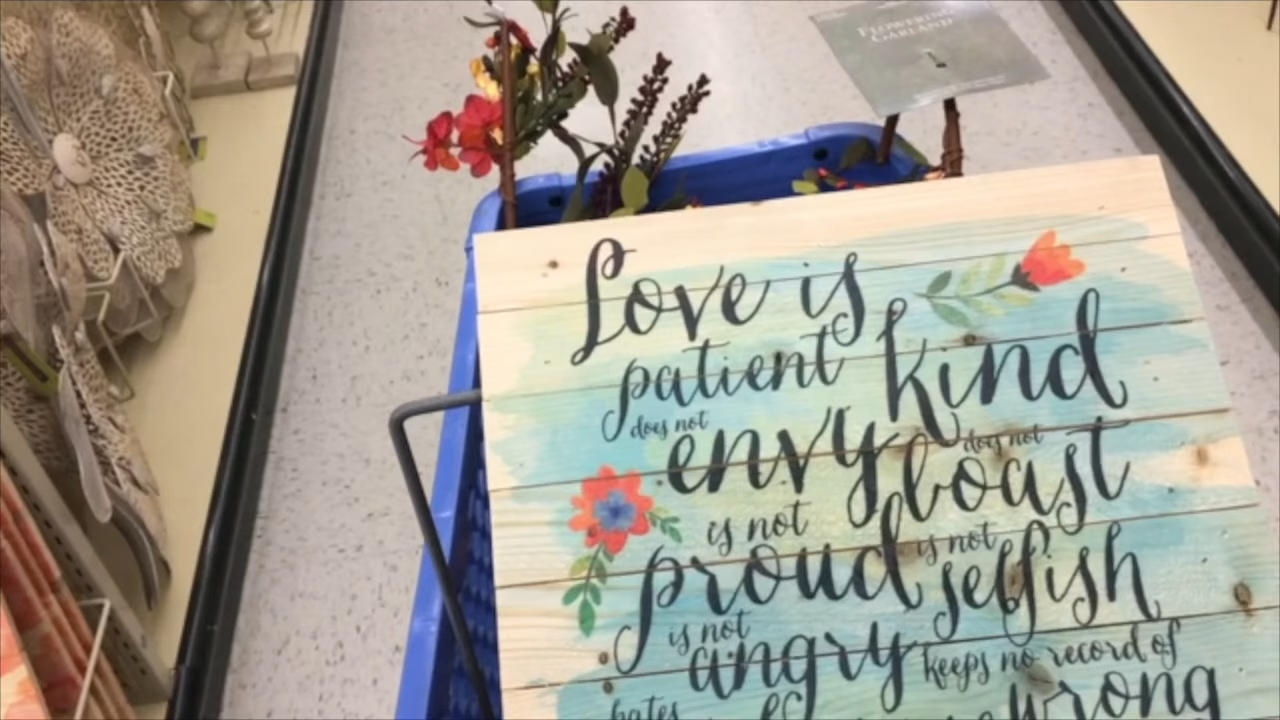 FLOWERING
GARLAND
Love is
patient kind
does not envy does not boast
is not proud is not selfish
is not angry keeps no record of
wrong
hates